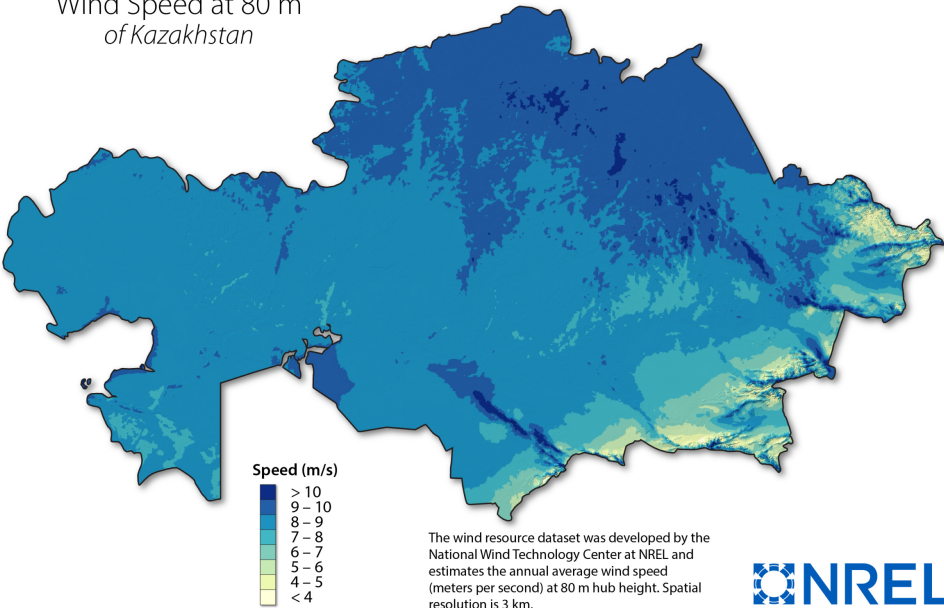 Wind Speed at 80 m
of Kazakhstan
Speed (m/s)
> 10
9 – 10
8 – 9
7 – 8
6 – 7
5 – 6
4 – 5
< 4
The wind resource dataset was developed by the
National Wind Technology Center at NREL and
estimates the annual average wind speed
(meters per second) at 80 m hub height. Spatial
resolution is 3 km.
NREL